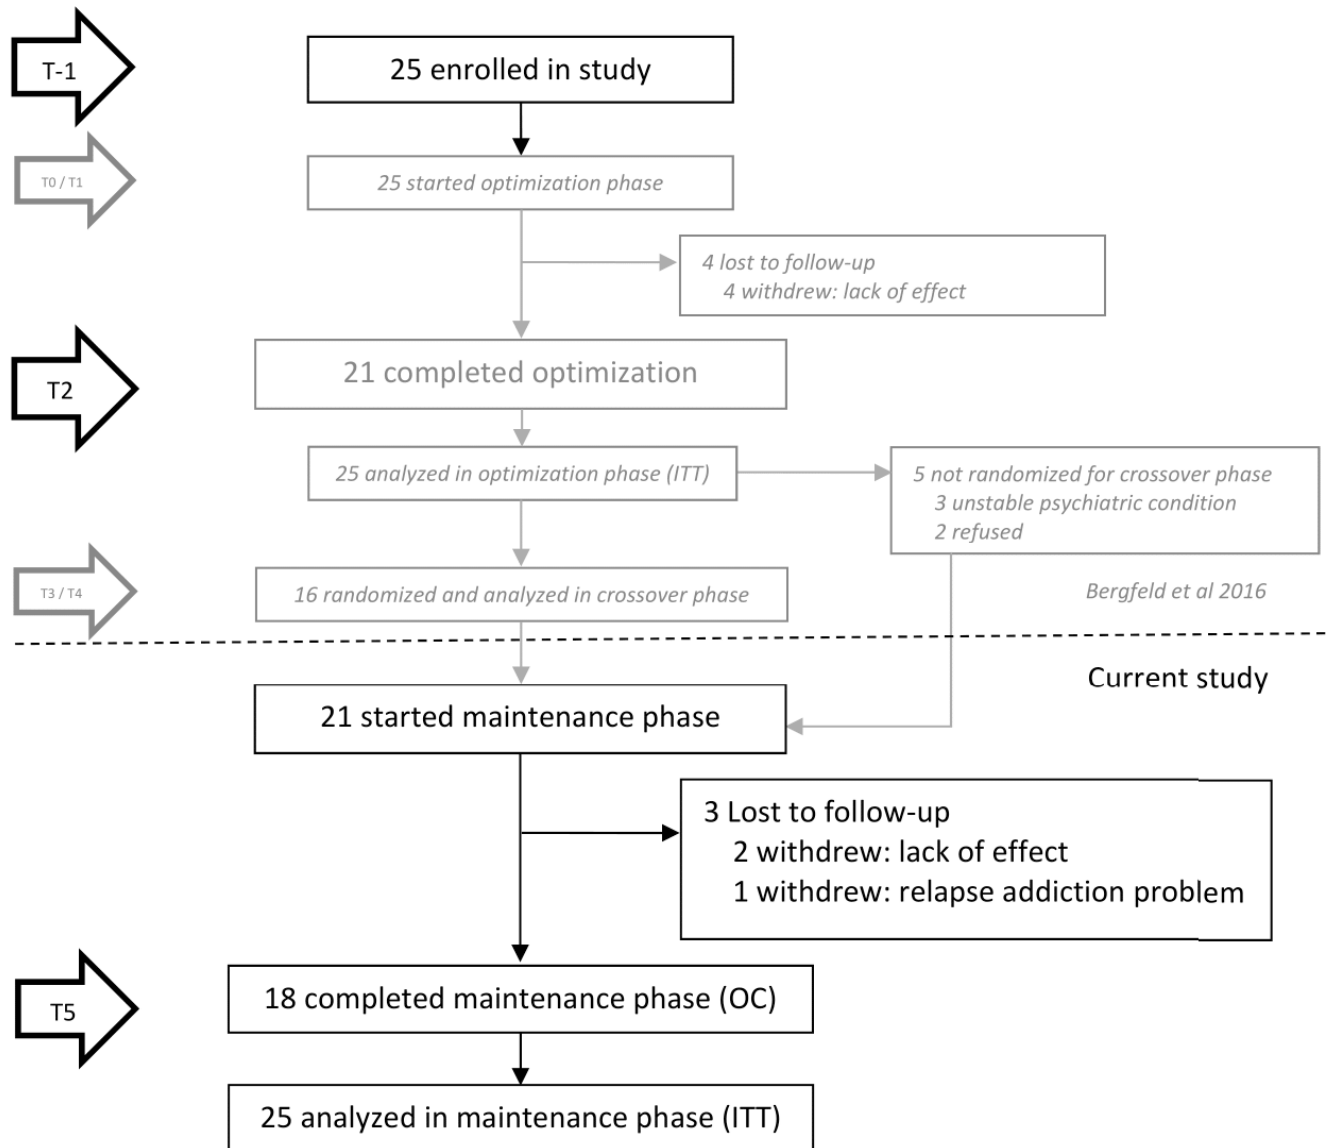 T-1
25 enrolled in study
T0 / T1
25 started optimization phase
4 lost to follow-up
4 withdrew: lack of effect
T2
21 completed optimization
25 analyzed in optimization phase (ITT)
5 not randomized for crossover phase
3 unstable psychiatric condition
2 refused
T3 / T4
16 randomized and analyzed in crossover phase
Bergfeld et al 2016
Current study
21 started maintenance phase
3 Lost to follow-up
2 withdrew: lack of effect
1 withdrew: relapse addiction problem
T5
18 completed maintenance phase (OC)
25 analyzed in maintenance phase (ITT)